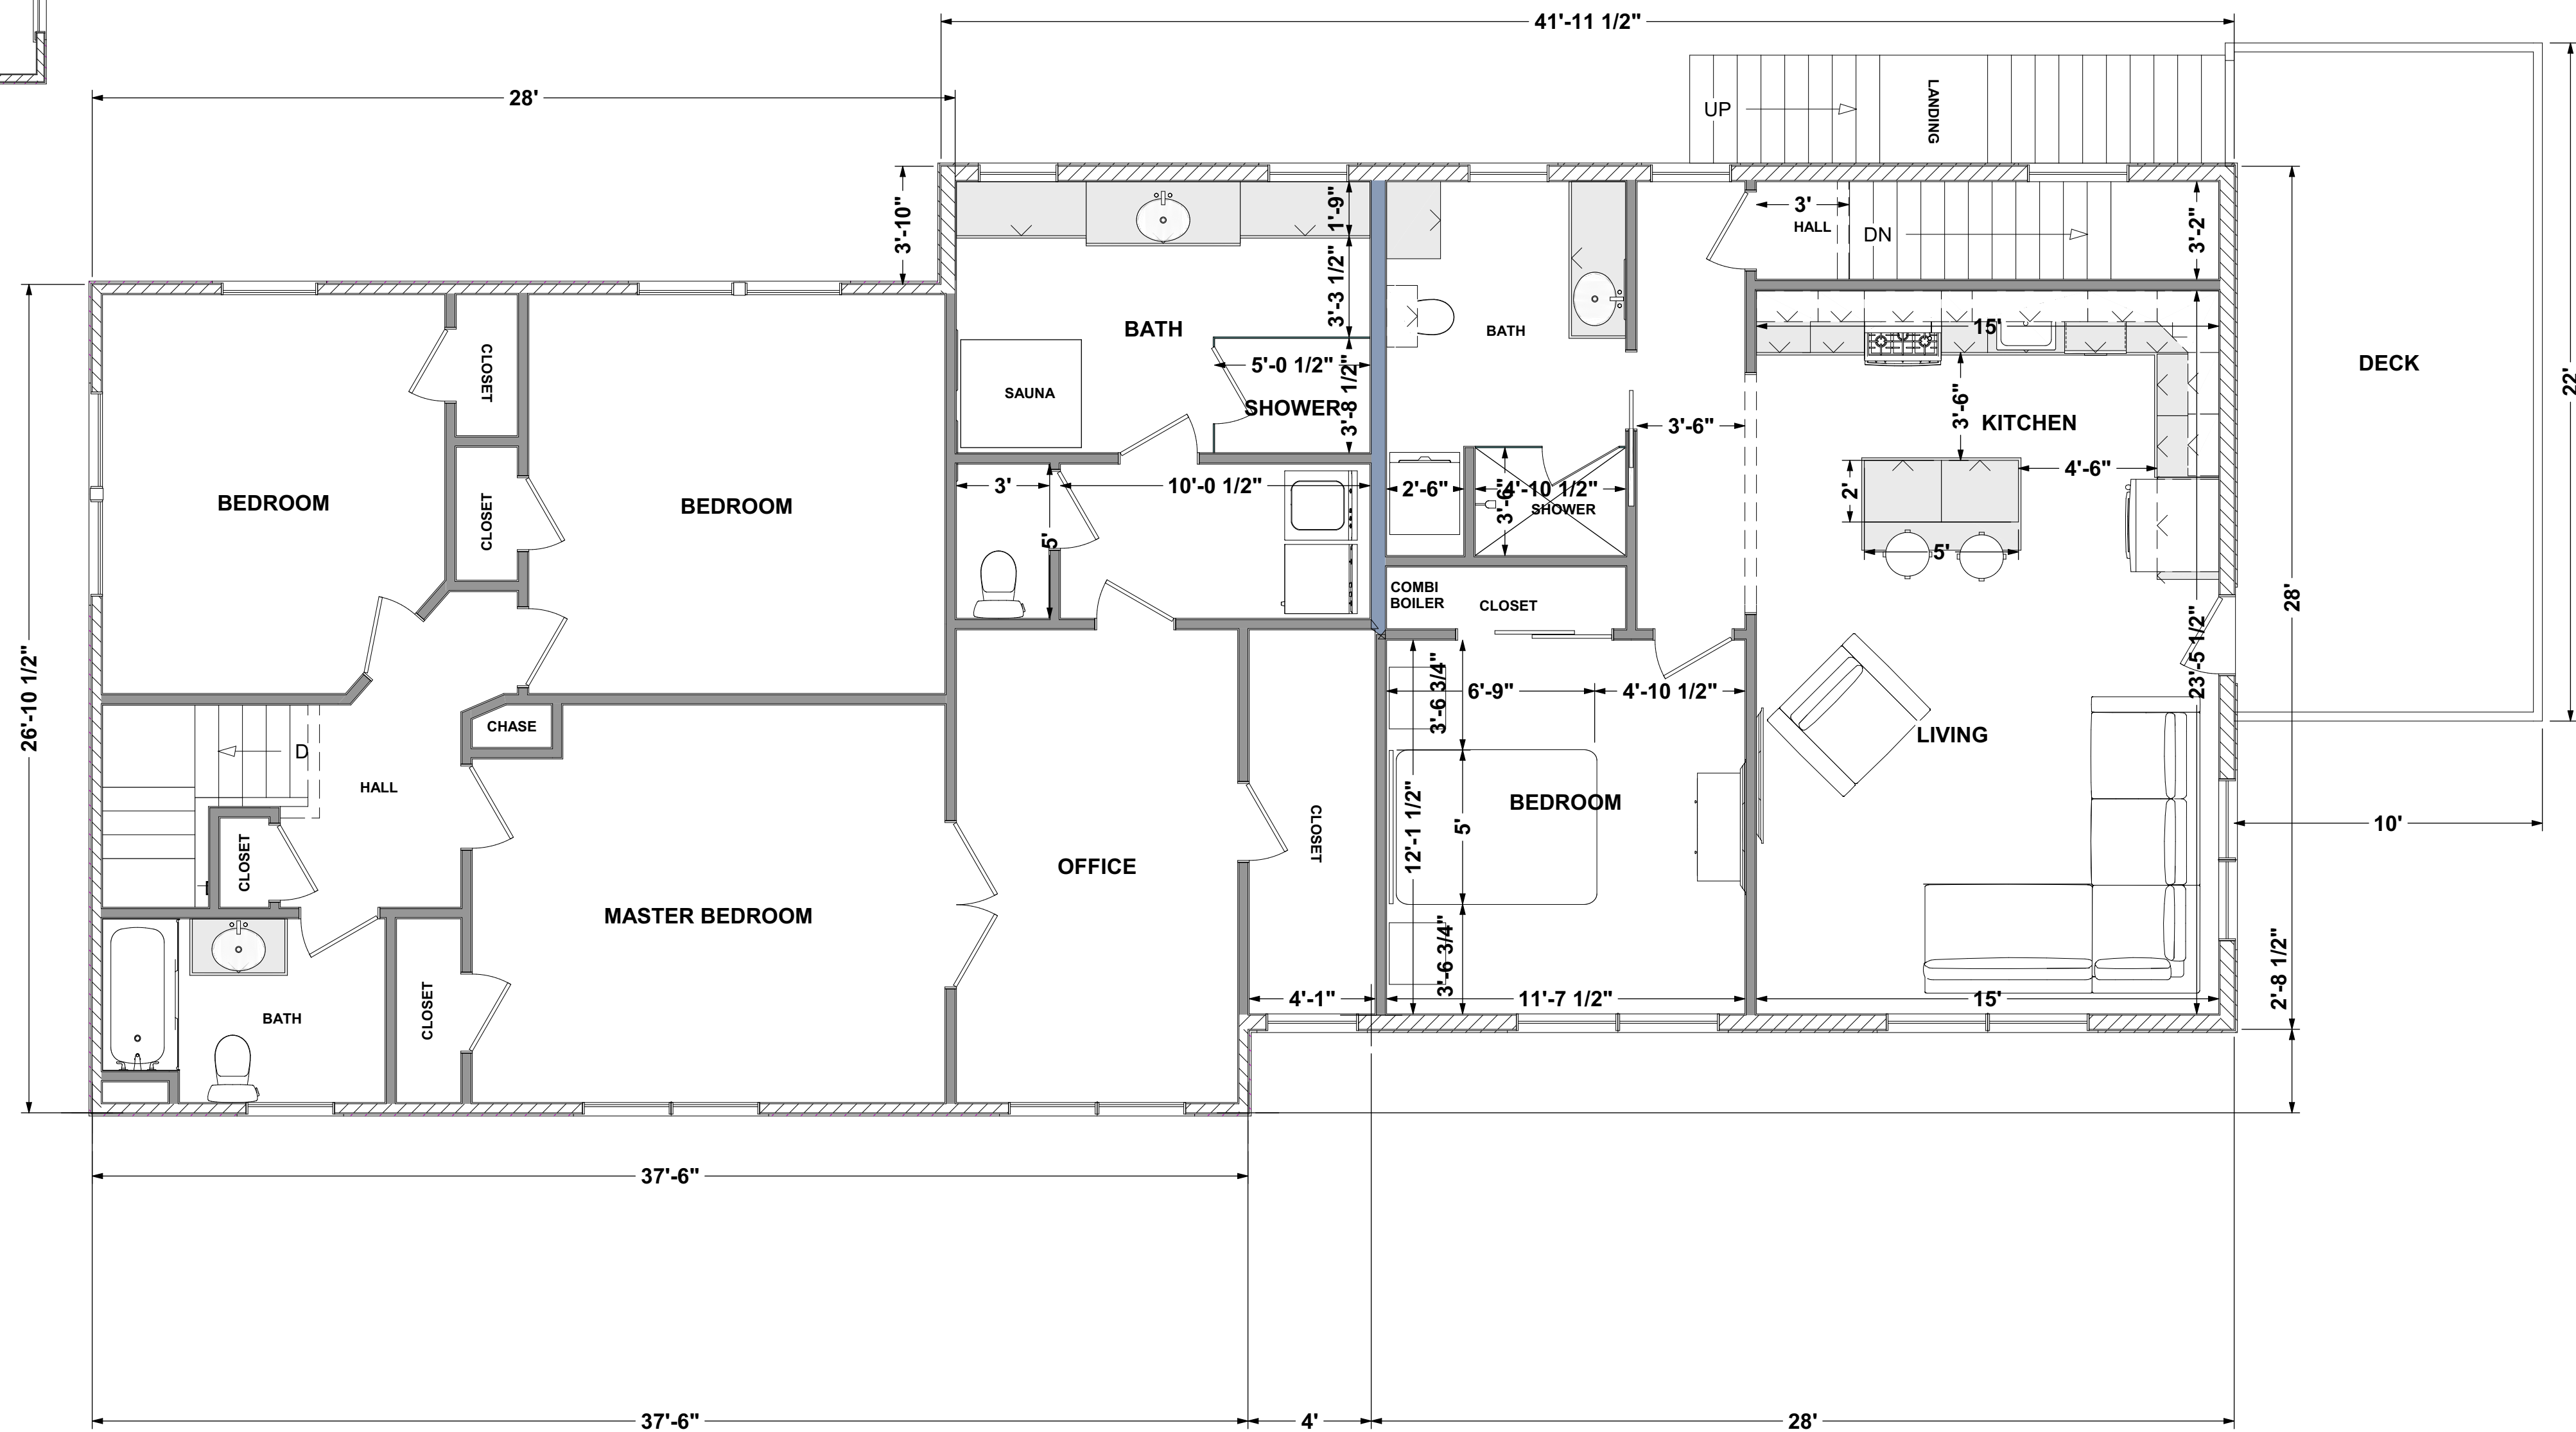 41'-11 1/2"
28'
UP
LANDING
3'-10"
1'-9"
3'
HALL
DN
3'-2"
3'-3 1/2"
BATH
BATH
15'
CLOSET
5'-0 1/2"
SAUNA
SHOWER
3'-8 1/2"
DECK
22'
3'-6"
KITCHEN
3'-6"
4'-6"
BEDROOM
CLOSET
BEDROOM
3'
10'-0 1/2"
5'
2'-6"
4'-10 1/2"
3'-6"
SHOWER
2'
5'
COMBI
BOILER
CLOSET
28'
26'-10 1/2"
23'-5 1/2"
3'-6 3/4"
6'-9"
4'-10 1/2"
CHASE
D
LIVING
HALL
BEDROOM
5'
12'-1 1/2"
10'
CLOSET
CLOSET
OFFICE
MASTER BEDROOM
3'-6 3/4"
2'-8 1/2"
4'-1"
11'-7 1/2"
15'
BATH
CLOSET
37'-6"
37'-6"
4'
28'